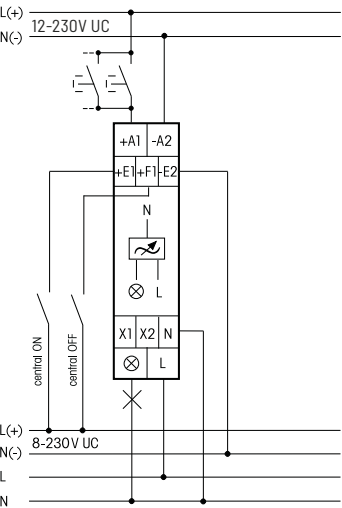 L(+)
12-230V UC
N(-)
+A1 -A2
+E1 +F1 -E2
N
L
X1 X2 N
L
central ON
central OFF
L(+)
8-230V UC
N(-)
L
N